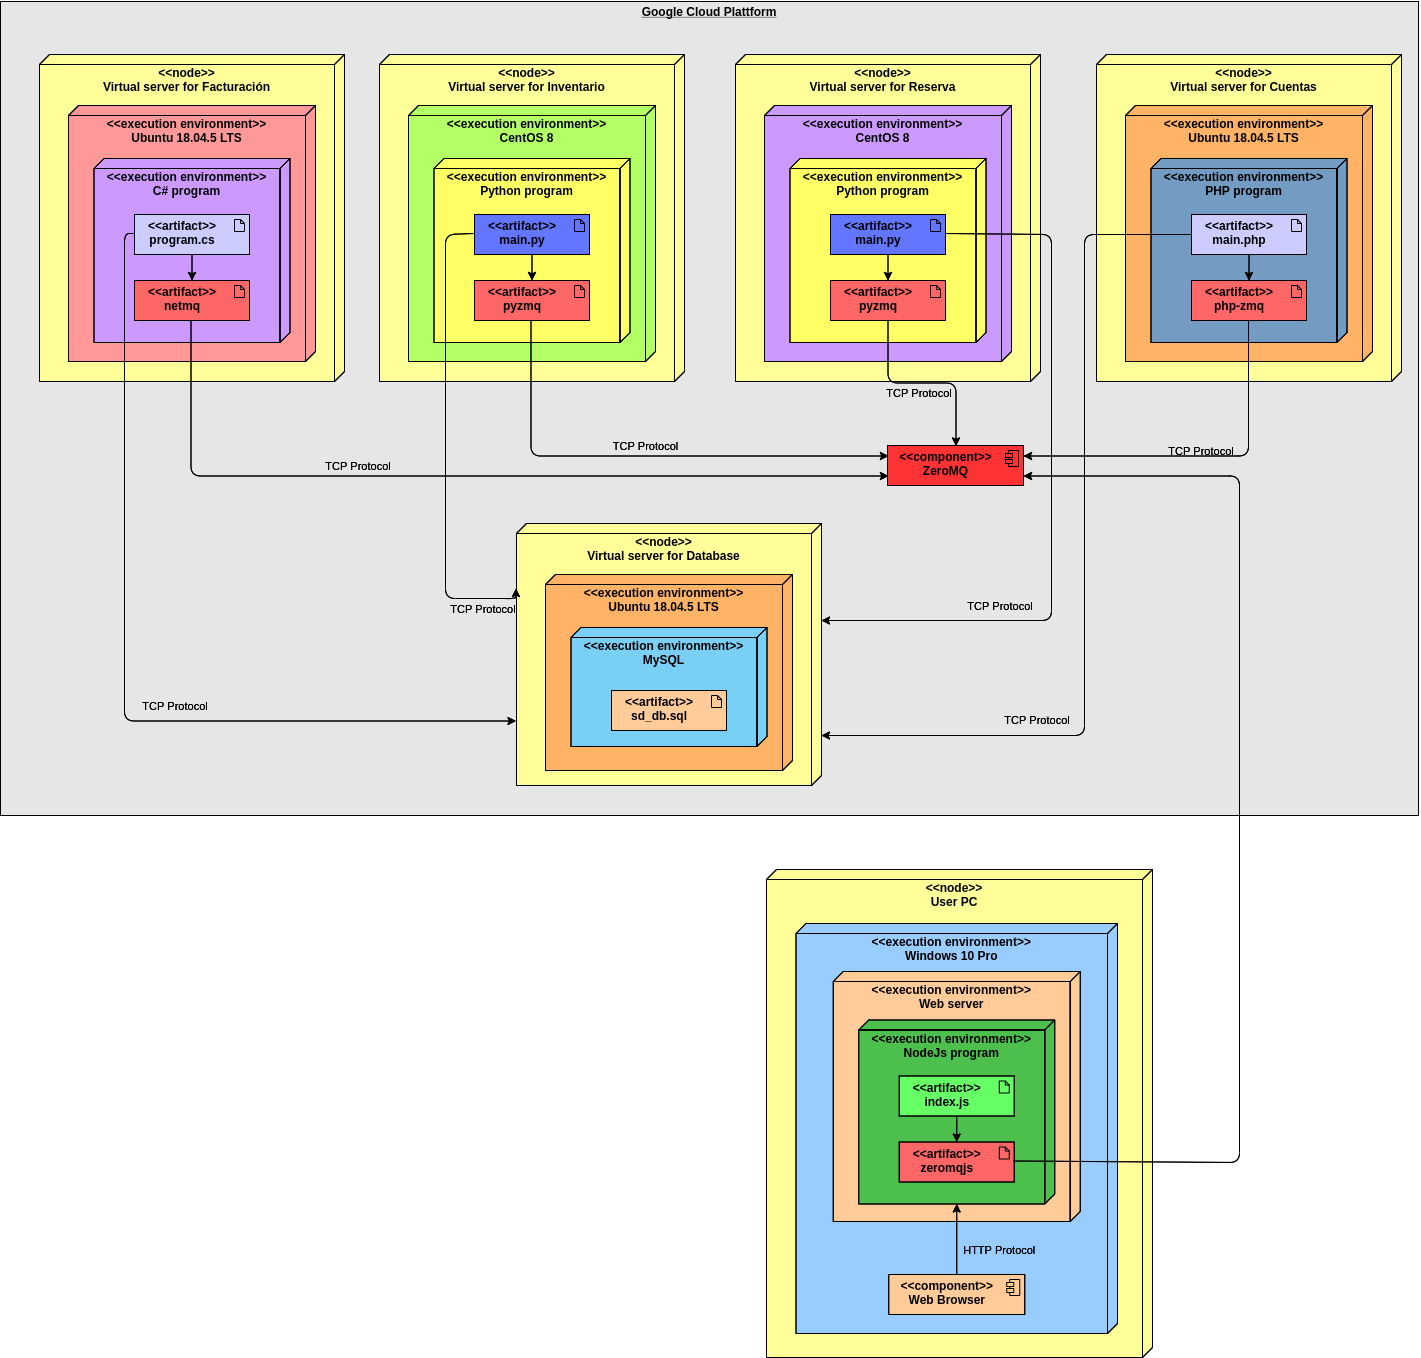 Google Cloud Plattform
<<node>>
Virtual server for Facturación
<<execution environment>>
Ubuntu 18.04.5 LTS
<<execution environment>>
C# program
<<artifact>>
program.cs
<<artifact>>
netmq
<<node>>
Virtual server for Inventario
<<execution environment>>
CentOS 8
<<execution environment>>
Python program
<<artifact>>
main.py
<<artifact>>
pyzmq
<<node>>
Virtual server for Reserva
<<execution environment>>
CentOS 8
<<execution environment>>
Python program
<<artifact>>
main.py
<<artifact>>
pyzmq
<<node>>
Virtual server for Cuentas
<<execution environment>>
Ubuntu 18.04.5 LTS
<<execution environment>>
PHP program
<<artifact>>
main.php
<<artifact>>
php-zmq
TCP Protocol
TCP Protocol
TCP Protocol
TCP Protocol
<<component>>
ZeroMQ
<<node>>
Virtual server for Database
<<execution environment>>
Ubuntu 18.04.5 LTS
<<execution environment>>
MySQL
<<artifact>>
sd_db.sql
TCP Protocol
TCP Protocol
TCP Protocol
TCP Protocol
<<node>>
User PC
<<execution environment>>
Windows 10 Pro
<<execution environment>>
Web server
<<execution environment>>
NodeJs program
<<artifact>>
index.js
<<artifact>>
zeromqjs
HTTP Protocol
<<component>>
Web Browser